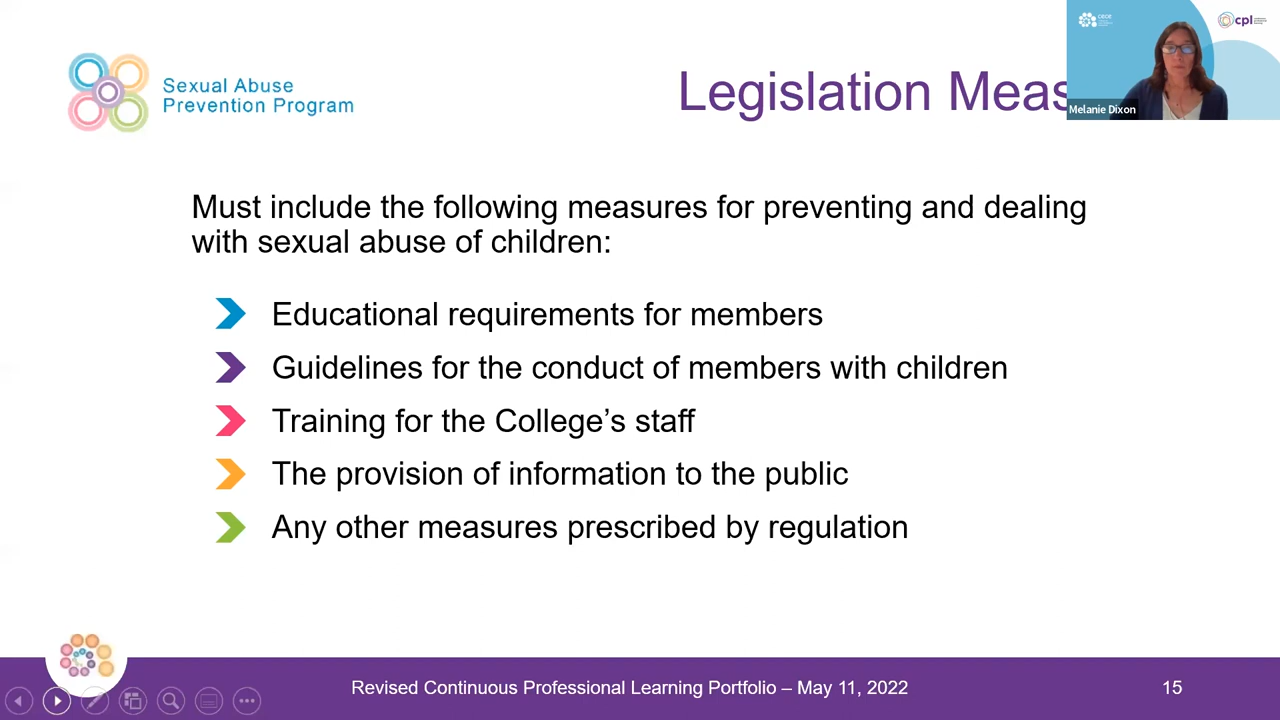 Sexual Abuse
Prevention Program
Legislation Meas
CECE
cpl
Melanie Dixon
Must include the following measures for preventing and dealing
with sexual abuse of children:
Educational requirements for members
Guidelines for the conduct of members with children
Training for the College’s staff
The provision of information to the public
Any other measures prescribed by regulation
Revised Continuous Professional Learning Portfolio – May 11, 2022
15